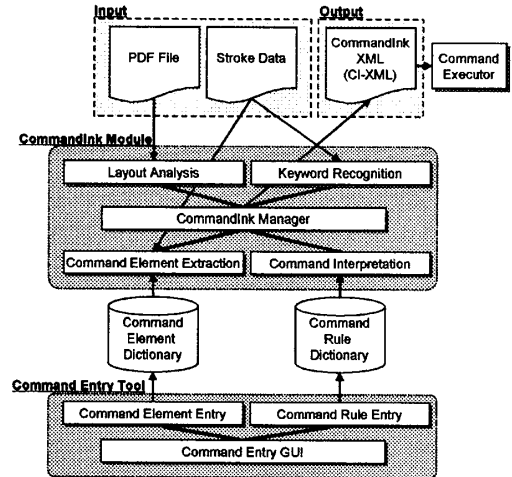 Input
Output
PDF File
Stroke Data
CommandInk
XML
(CI-XML)
Command
Executor
CommandInk Module
Layout Analysis
Keyword Recognition
CommandInk Manager
Command Element Extraction
Command Interpretation
Command
Element
Dictionary
Command
Rule
Dictionary
Command Entry Tool
Command Element Entry
Command Rule Entry
Command Entry GUI